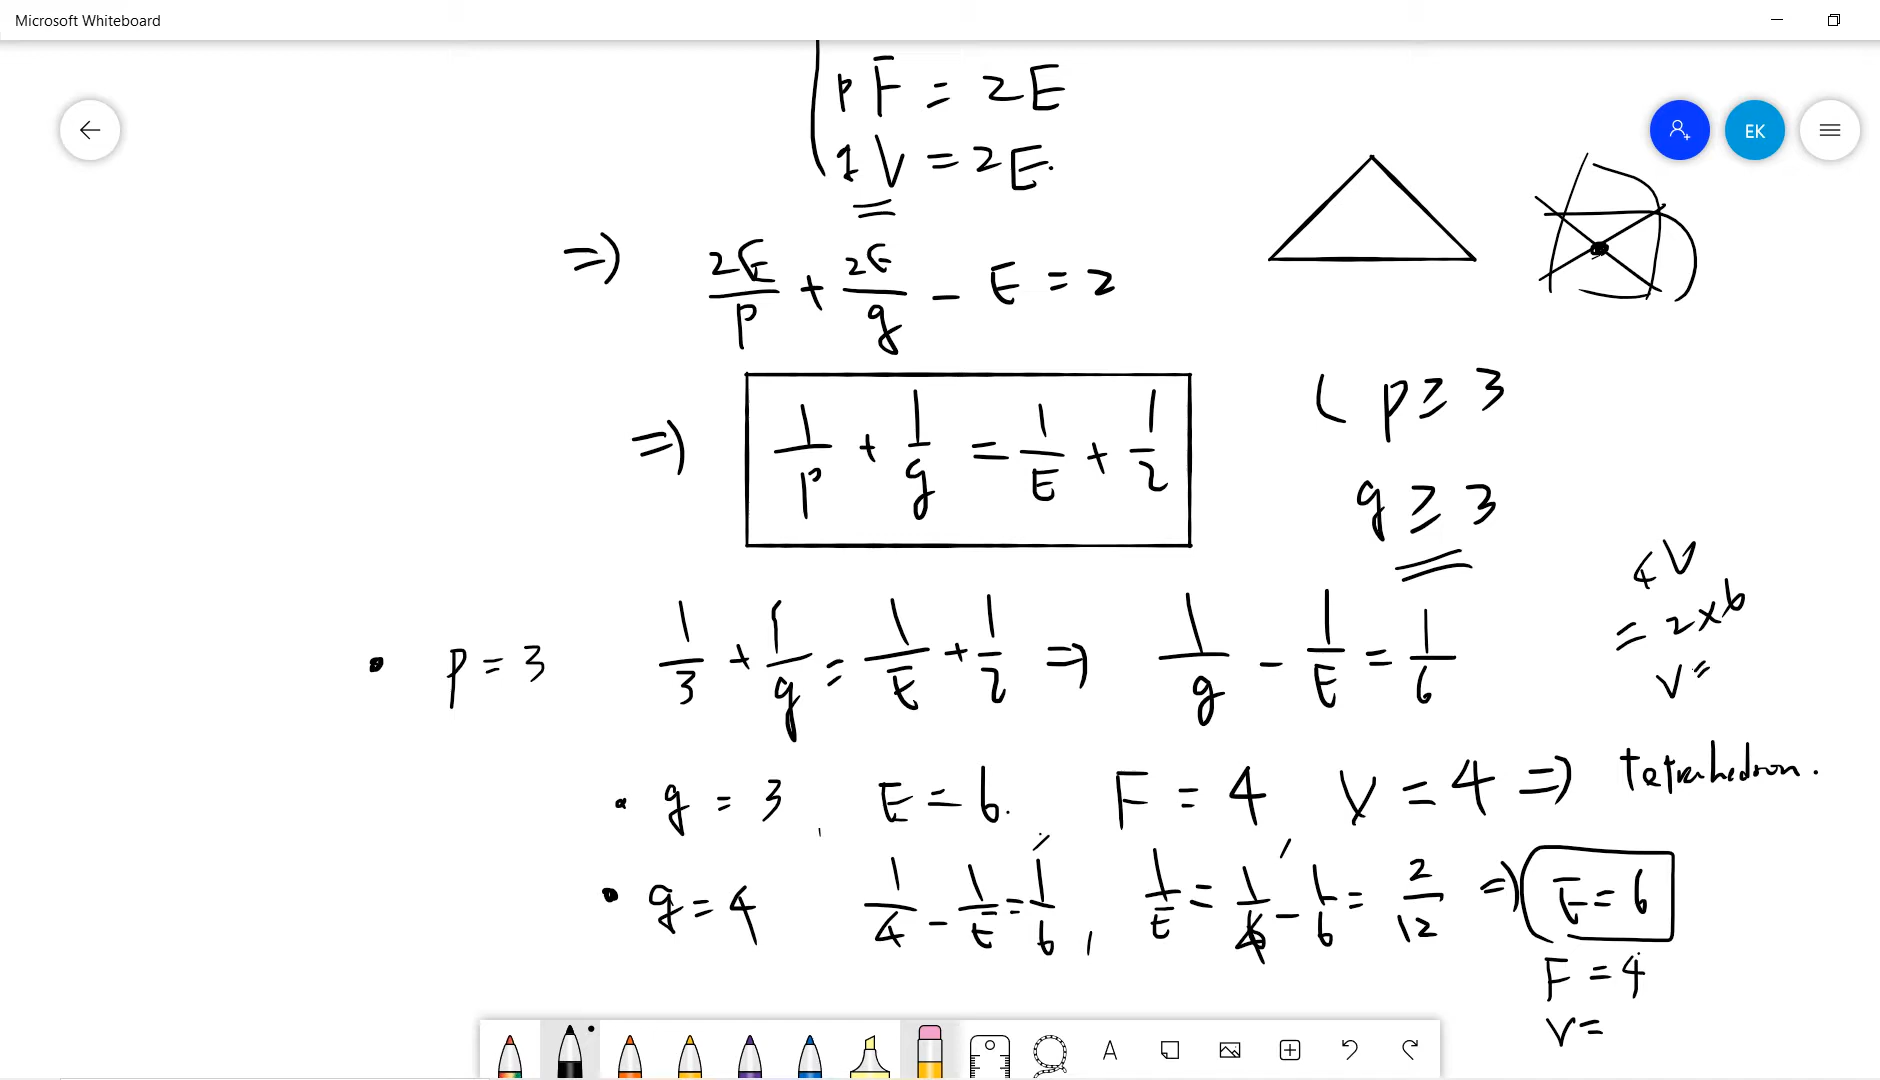 Microsoft Whiteboard
pF = 2E
qV = 2E.
EK
⇒ 2E/p + 2E/q − E = 2
⇒ 1/p + 1/q = 1/E + 1/2
( p ≥ 3
q ≥ 3
4V
= 2×6
V =
• p = 3 1/3 + 1/q = 1/E + 1/2 ⇒ 1/q − 1/E = 1/6
• q = 3, E = 6. F = 4 V = 4 ⇒ tetrahedron.
• q = 4 1/4 − 1/E = 1/6, 1/E = 1/4 − 1/6 = 2/12 ⇒ E = 6
F = 4
V =
A